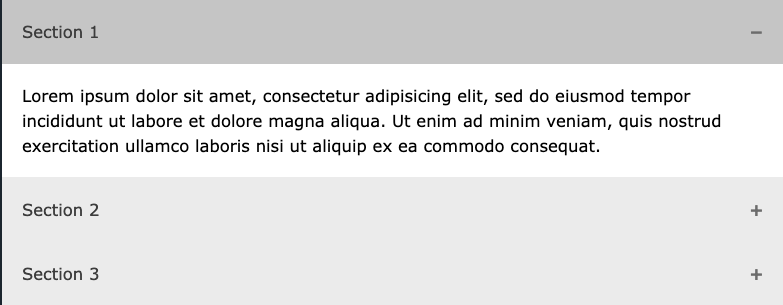 Section 1 −
Lorem ipsum dolor sit amet, consectetur adipisicing elit, sed do eiusmod tempor
incididunt ut labore et dolore magna aliqua. Ut enim ad minim veniam, quis nostrud
exercitation ullamco laboris nisi ut aliquip ex ea commodo consequat.
Section 2 +
Section 3 +